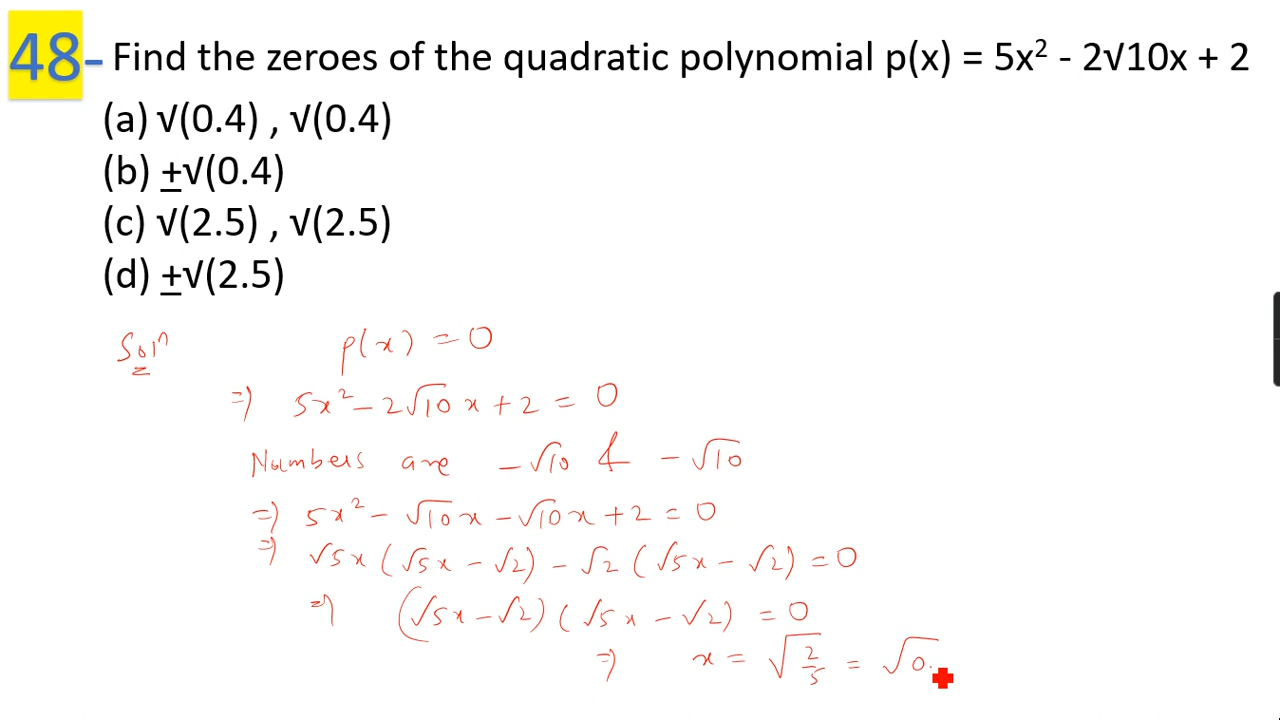 48- Find the zeroes of the quadratic polynomial p(x) = 5x² - 2√10x + 2
(a) √(0.4) , √(0.4)
(b) ±√(0.4)
(c) √(2.5) , √(2.5)
(d) ±√(2.5)
Solⁿ p(x) = 0
⇒ 5x² - 2√10 x + 2 = 0
Numbers are -√10 & -√10
⇒ 5x² - √10x - √10x + 2 = 0
⇒ √5x (√5x - √2) - √2 (√5x - √2) = 0
⇒ (√5x - √2) (√5x - √2) = 0
⇒ x = √2/5 = √0.